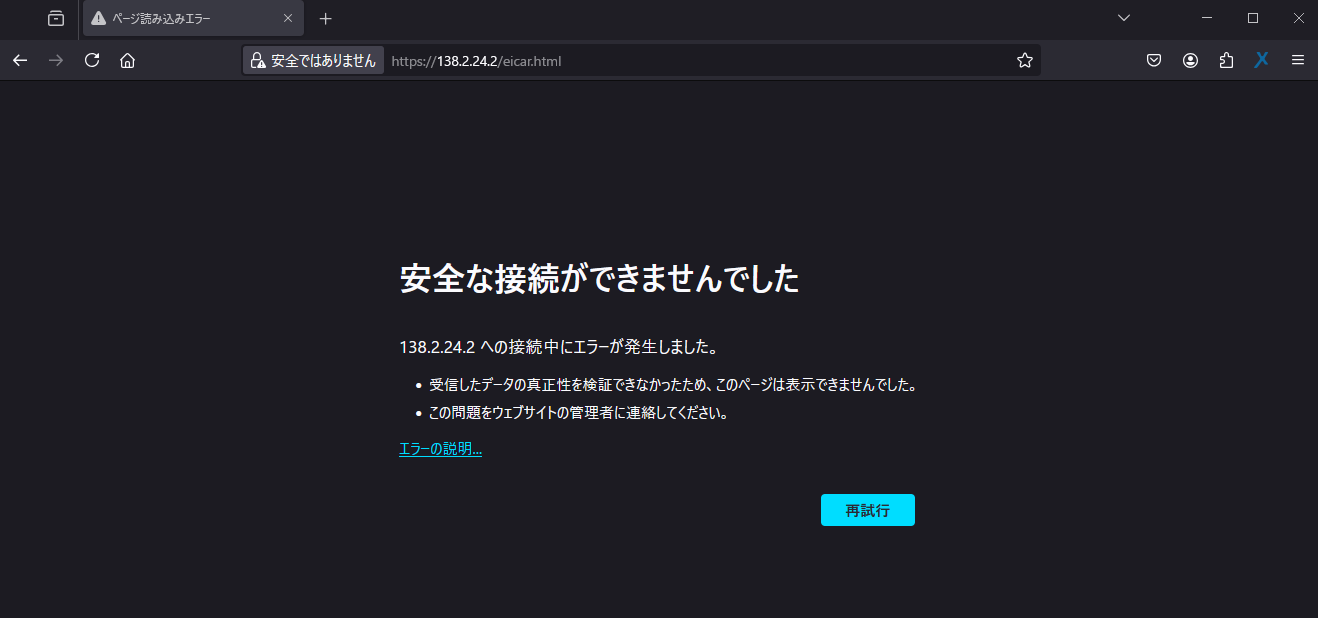 ページ読み込みエラー
安全ではありません https://138.2.24.2/eicar.html
安全な接続ができませんでした
138.2.24.2 への接続中にエラーが発生しました。
• 受信したデータの真正性を検証できなかったため、このページは表示できませんでした。
• この問題をウェブサイトの管理者に連絡してください。
エラーの説明...
再試行